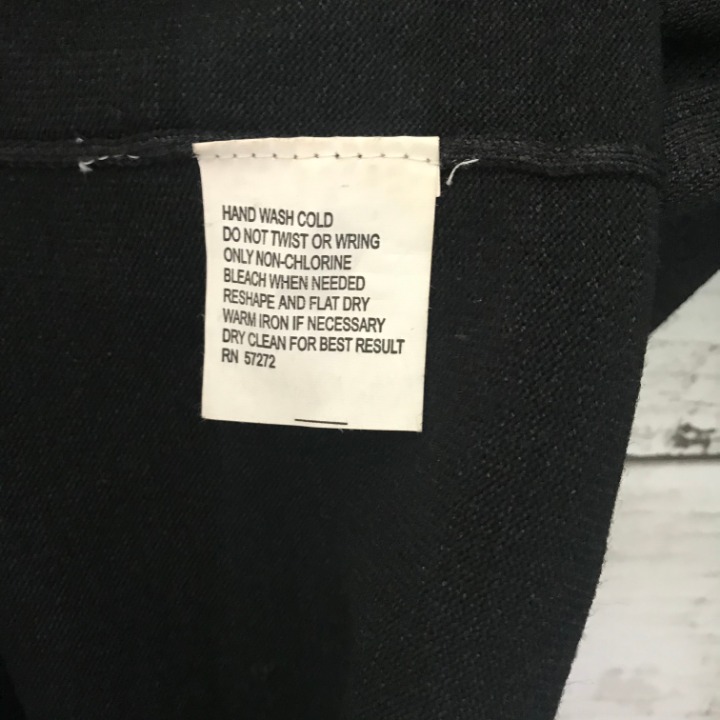 HAND WASH COLD
DO NOT TWIST OR WRING
ONLY NON-CHLORINE
BLEACH WHEN NEEDED
RESHAPE AND FLAT DRY
WARM IRON IF NECESSARY
DRY CLEAN FOR BEST RESULT
RN 57272